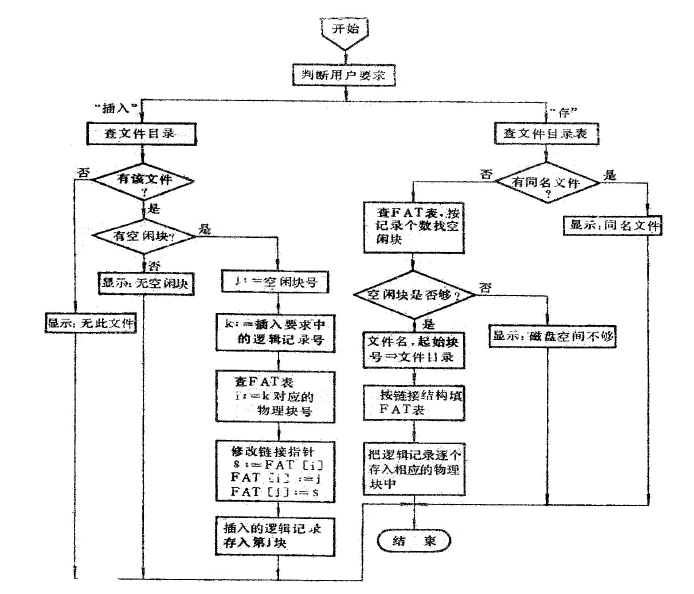 开始
判断用户要求
“插入”
“存”
查文件目录
查文件目录表
否
有该文件
？
是
否
有同名文件
？
是
查FAT表，按
记录个数找空
闲块
显示：同名文件
有空闲块？
是
否
显示：无空闲块
j：＝空闲块号
空闲块是否够？
否
是
显示：无此文件
k：＝插入要求中
的逻辑记录号
文件名，起始块
号⇒文件目录
显示：磁盘空间不够
查FAT表
i：＝k对应的
物理块号
按链接结构填
FAT表
修改链接指针
s：＝FAT［i］
FAT［i］：＝j
FAT［j］：＝s
把逻辑记录逐个
存入相应的物理
块中
插入的逻辑记录
存入第j块
结 束